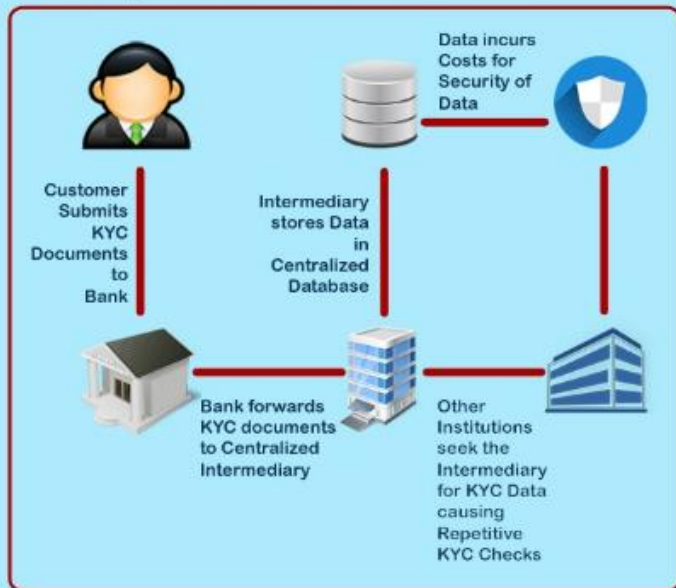 Data incurs
Costs for
Security of
Data
Customer
Submits
KYC
Documents
to
Bank
Intermediary
stores Data
in
Centralized
Database
Bank forwards
KYC documents
to Centralized
Intermediary
Other
Institutions
seek the
Intermediary
for KYC Data
causing
Repetitive
KYC Checks